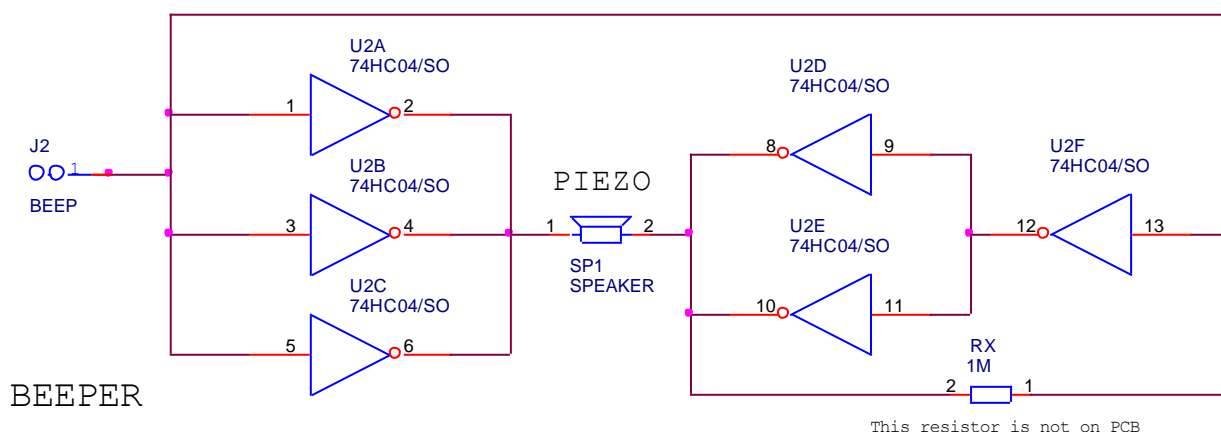 U2A
74HC04/SO
1
2
U2D
74HC04/SO
8
9
U2F
74HC04/SO
12
13
J2
1
BEEP
U2B
74HC04/SO
3
4
PIEZO
1
2
SP1
SPEAKER
U2E
74HC04/SO
10
11
U2C
74HC04/SO
5
6
RX
1M
2
1
BEEPER
This resistor is not on PCB